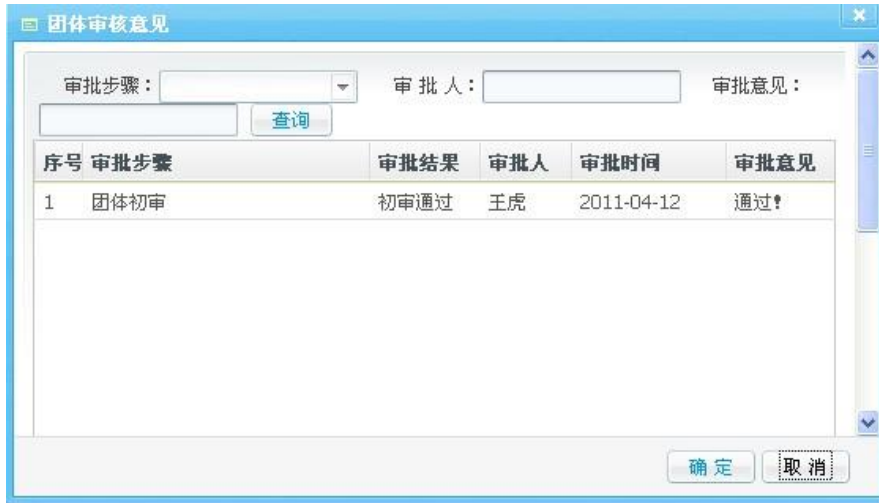 团体审核意见
审批步骤： 审 批 人： 审批意见：
查询
序号 审批步骤 审批结果 审批人 审批时间 审批意见
1 团体初审 初审通过 王虎 2011-04-12 通过！
确 定 取 消